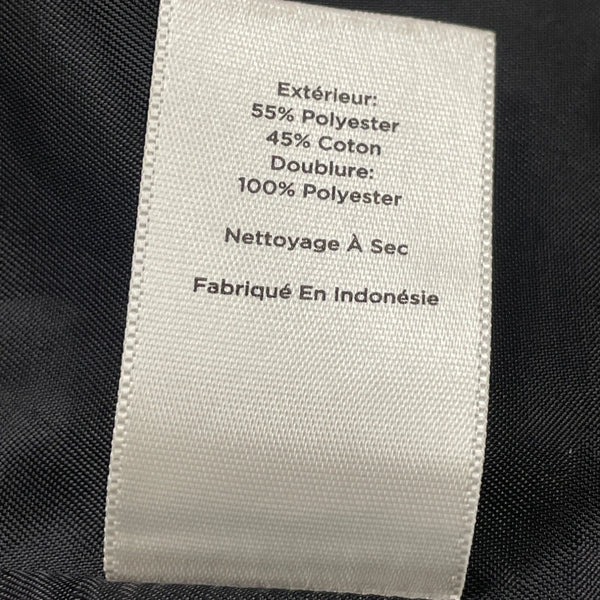 Extérieur:
55% Polyester
45% Coton
Doublure:
100% Polyester
Nettoyage À Sec
Fabriqué En Indonésie